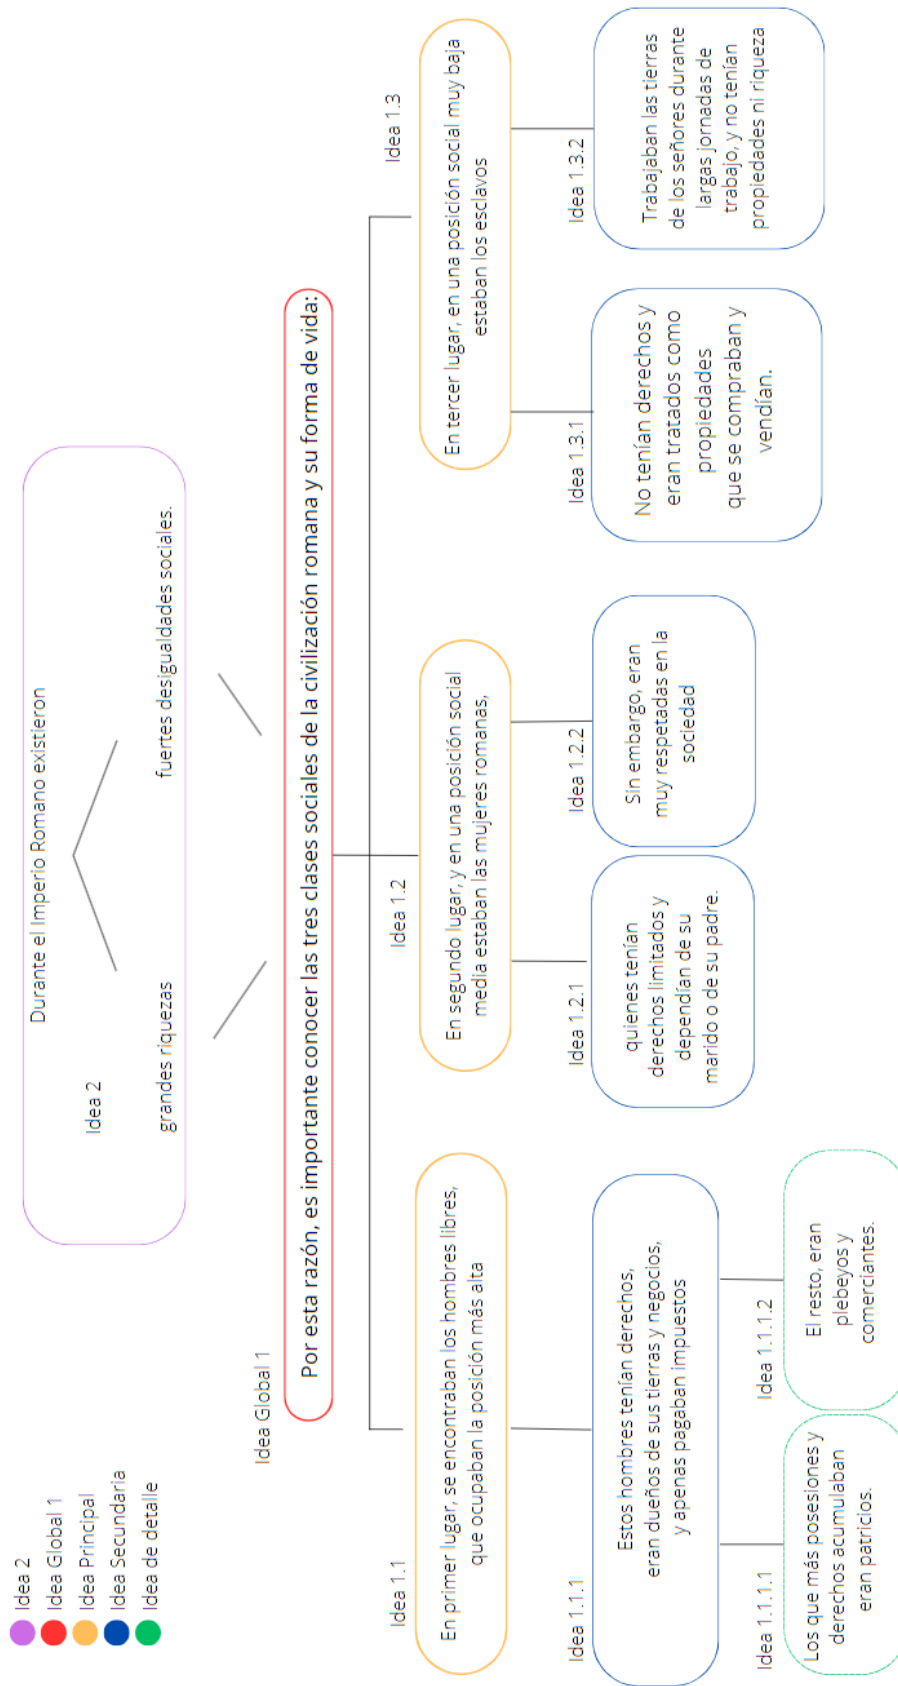 Idea 2
Idea Global 1
Idea Principal
Idea Secundaria
Idea de detalle
Durante el Imperio Romano existieron
Idea 2
grandes riquezas
fuertes desigualdades sociales.
Idea Global 1
Por esta razón, es importante conocer las tres clases sociales de la civilización romana y su forma de vida:
Idea 1.1
En primer lugar, se encontraban los hombres libres,
que ocupaban la posición más alta
Idea 1.1.1
Estos hombres tenían derechos,
eran dueños de sus tierras y negocios,
y apenas pagaban impuestos
Idea 1.1.1.1
Los que más posesiones y
derechos acumulaban
eran patricios.
Idea 1.1.1.2
El resto, eran
plebeyos y
comerciantes.
Idea 1.2
En segundo lugar, y en una posición social
media estaban las mujeres romanas,
Idea 1.2.1
quienes tenían
derechos limitados y
dependían de su
marido o de su padre.
Idea 1.2.2
Sin embargo, eran
muy respetadas en la
sociedad
Idea 1.3
En tercer lugar, en una posición social muy baja
estaban los esclavos
Idea 1.3.1
No tenían derechos y
eran tratados como
propiedades
que se compraban y
vendían.
Idea 1.3.2
Trabajaban las tierras
de los señores durante
largas jornadas de
trabajo, y no tenían
propiedades ni riqueza